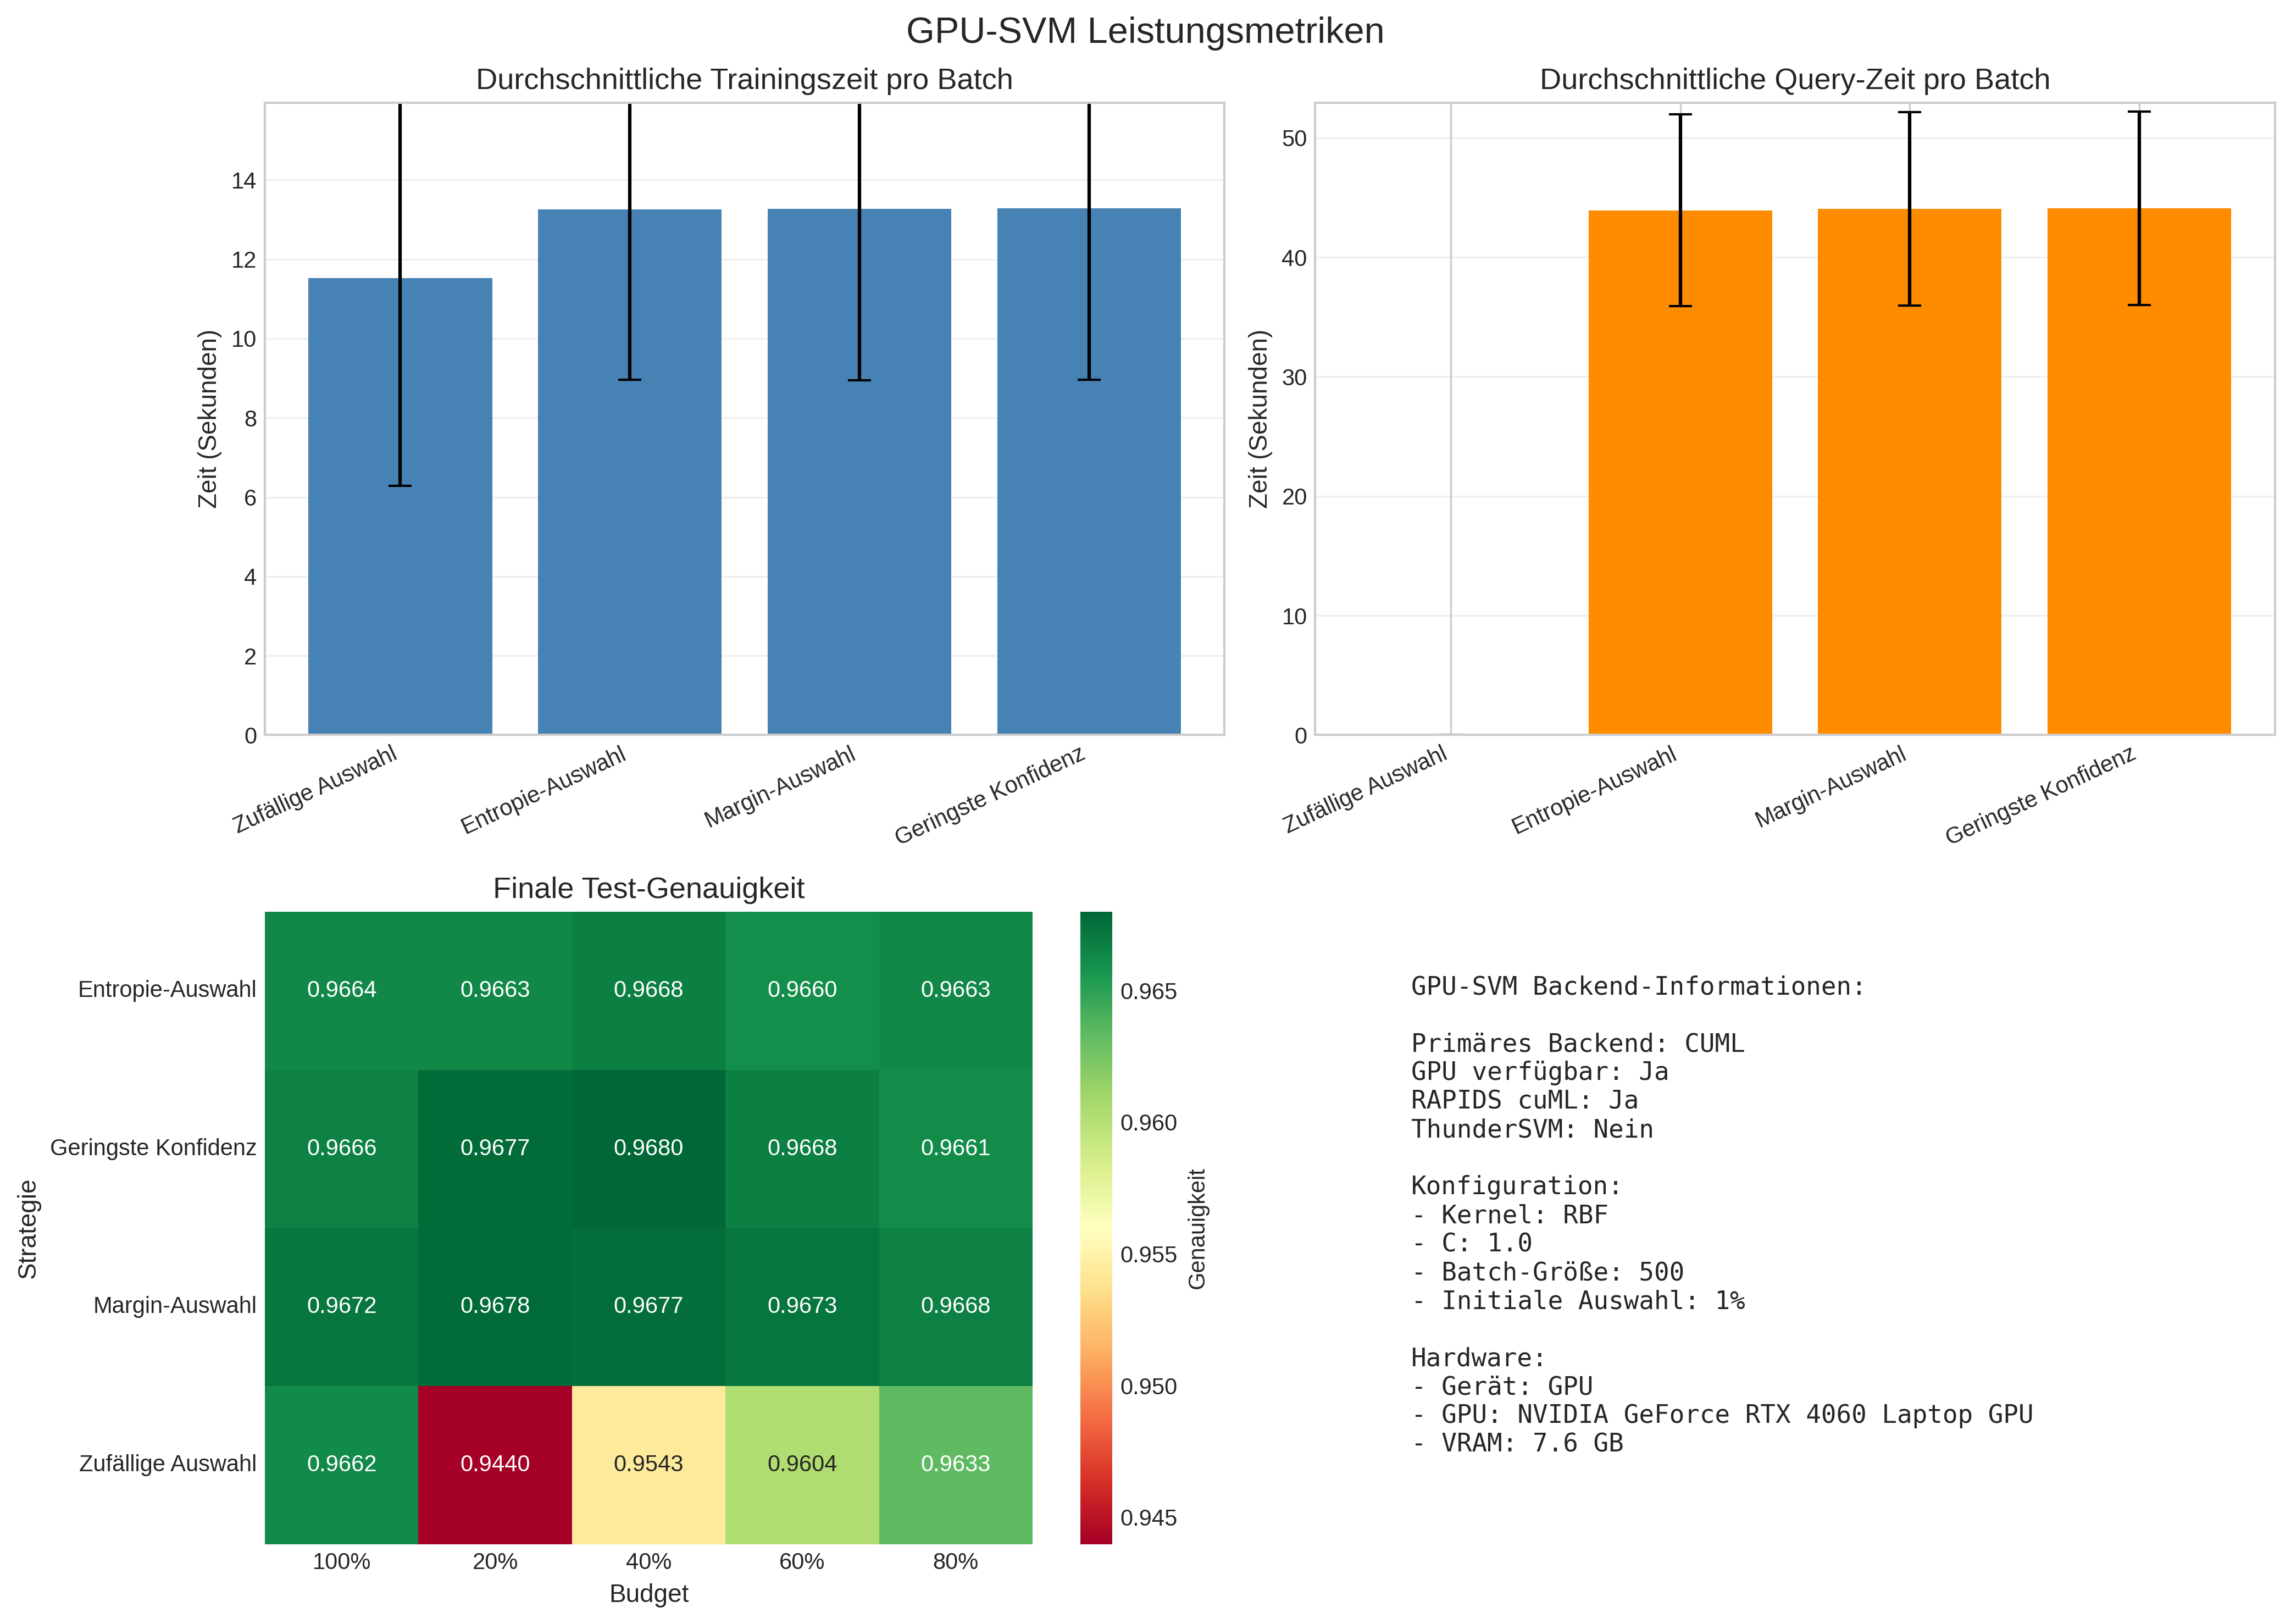 GPU-SVM Leistungsmetriken
Durchschnittliche Trainingszeit pro Batch
Zeit (Sekunden)
14
12
10
8
6
4
2
0
Zufällige Auswahl
Entropie-Auswahl
Margin-Auswahl
Geringste Konfidenz
Durchschnittliche Query-Zeit pro Batch
Zeit (Sekunden)
50
40
30
20
10
0
Zufällige Auswahl
Entropie-Auswahl
Margin-Auswahl
Geringste Konfidenz
Finale Test-Genauigkeit
Strategie
Entropie-Auswahl 0.9664 0.9663 0.9668 0.9660 0.9663
Geringste Konfidenz 0.9666 0.9677 0.9680 0.9668 0.9661
Margin-Auswahl 0.9672 0.9678 0.9677 0.9673 0.9668
Zufällige Auswahl 0.9662 0.9440 0.9543 0.9604 0.9633
100% 20% 40% 60% 80%
Budget
0.965
0.960
0.955
0.950
0.945
Genauigkeit
GPU-SVM Backend-Informationen:
Primäres Backend: CUML
GPU verfügbar: Ja
RAPIDS cuML: Ja
ThunderSVM: Nein
Konfiguration:
- Kernel: RBF
- C: 1.0
- Batch-Größe: 500
- Initiale Auswahl: 1%
Hardware:
- Gerät: GPU
- GPU: NVIDIA GeForce RTX 4060 Laptop GPU
- VRAM: 7.6 GB